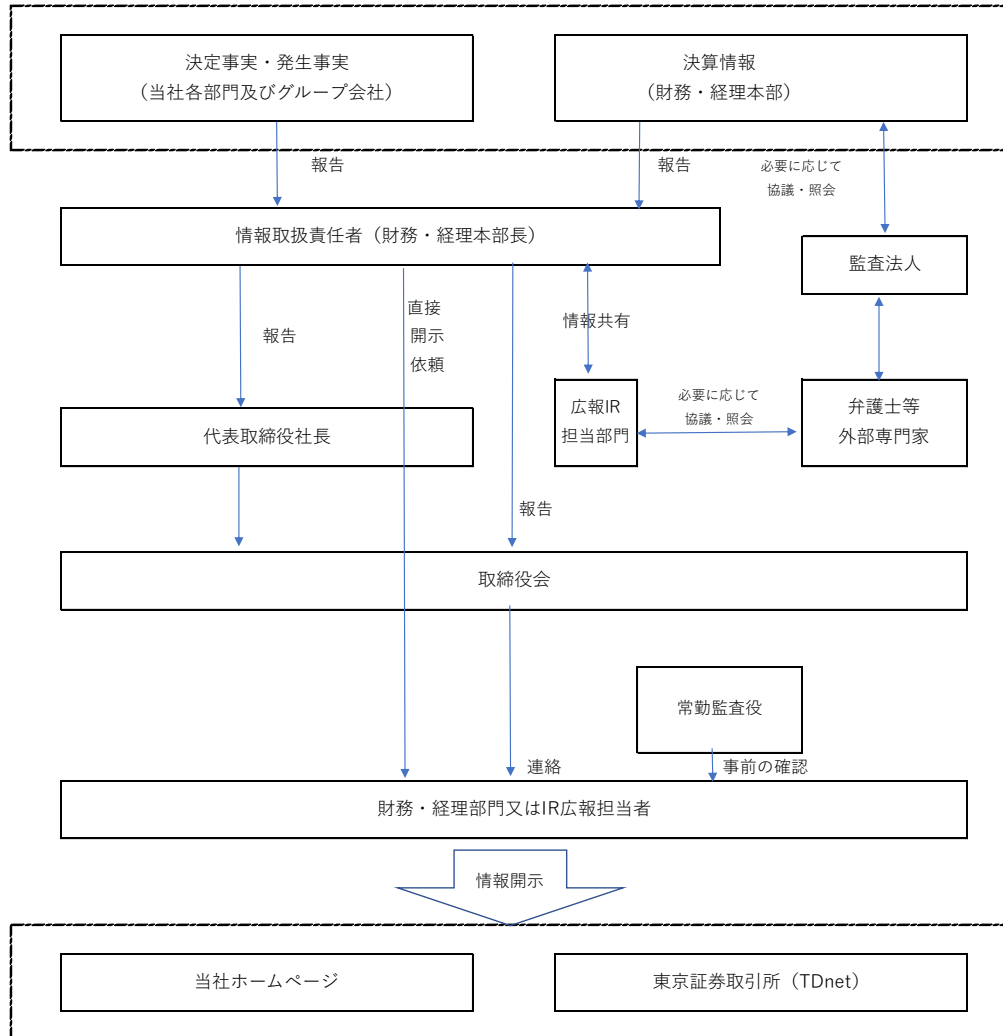 決定事実・発生事実
（当社各部門及びグループ会社）
決算情報
（財務・経理本部）
報告
報告
必要に応じて
協議・照会
情報取扱責任者（財務・経理本部長）
監査法人
直接
開示
依頼
報告
情報共有
広報IR
担当部門
必要に応じて
協議・照会
弁護士等
外部専門家
代表取締役社長
報告
取締役会
常勤監査役
連絡
事前の確認
財務・経理部門又はIR広報担当者
情報開示
当社ホームページ
東京証券取引所（TDnet）